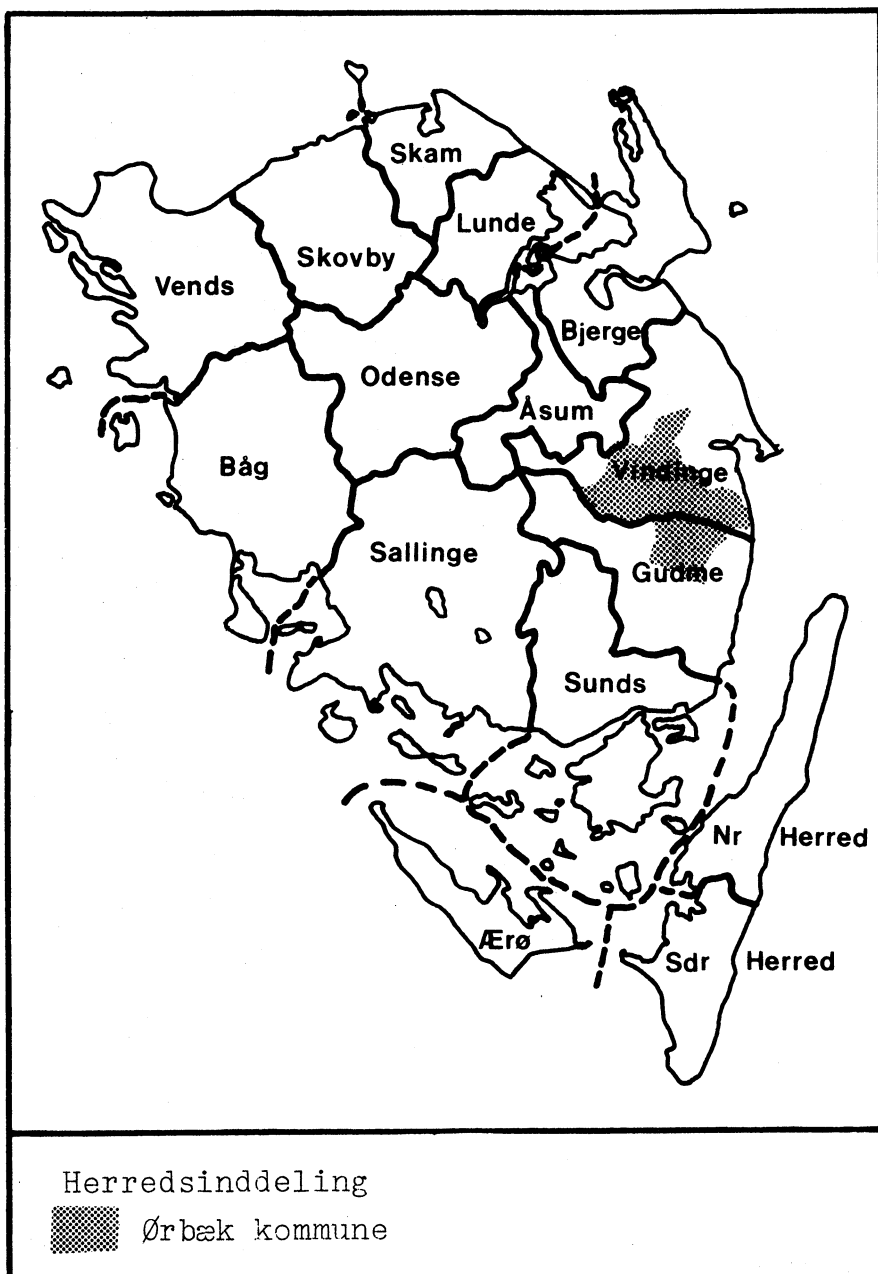 Skam
Lunde
Skovby
Vends
Bjerge
Odense
Åsum
Båg
Vindinge
Sallinge
Gudme
Sunds
Nr Herred
Ærø
Sdr Herred
Herredsinddeling
Ørbæk kommune